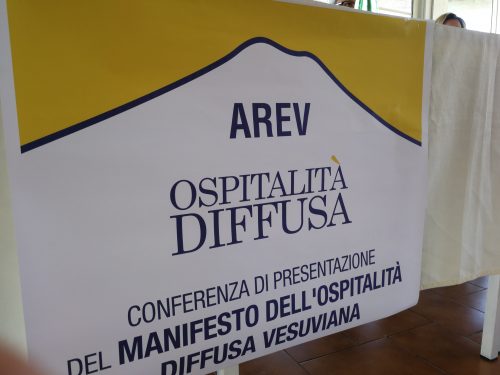 AREV
OSPITALITÀ
DIFFUSA
CONFERENZA DI PRESENTAZIONE
DEL MANIFESTO DELL'OSPITALITÀ
DIFFUSA VESUVIANA